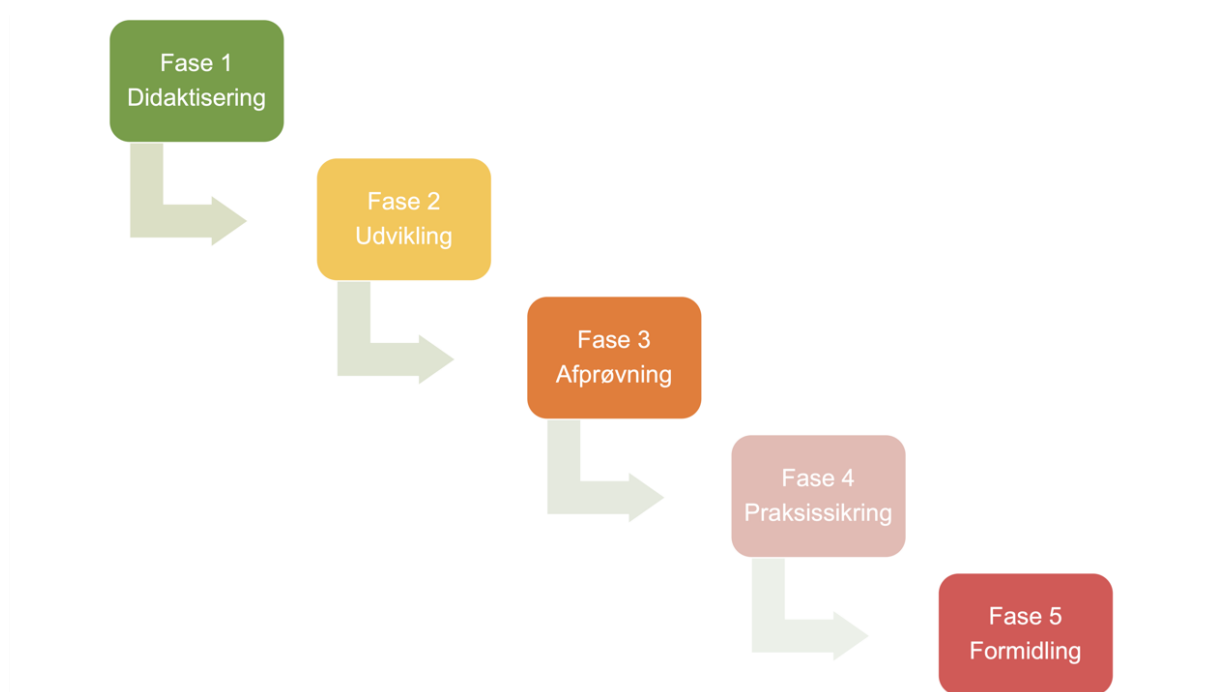 Fase 1
Didaktisering
Fase 2
Udvikling
Fase 3
Afprøvning
Fase 4
Praksissikring
Fase 5
Formidling